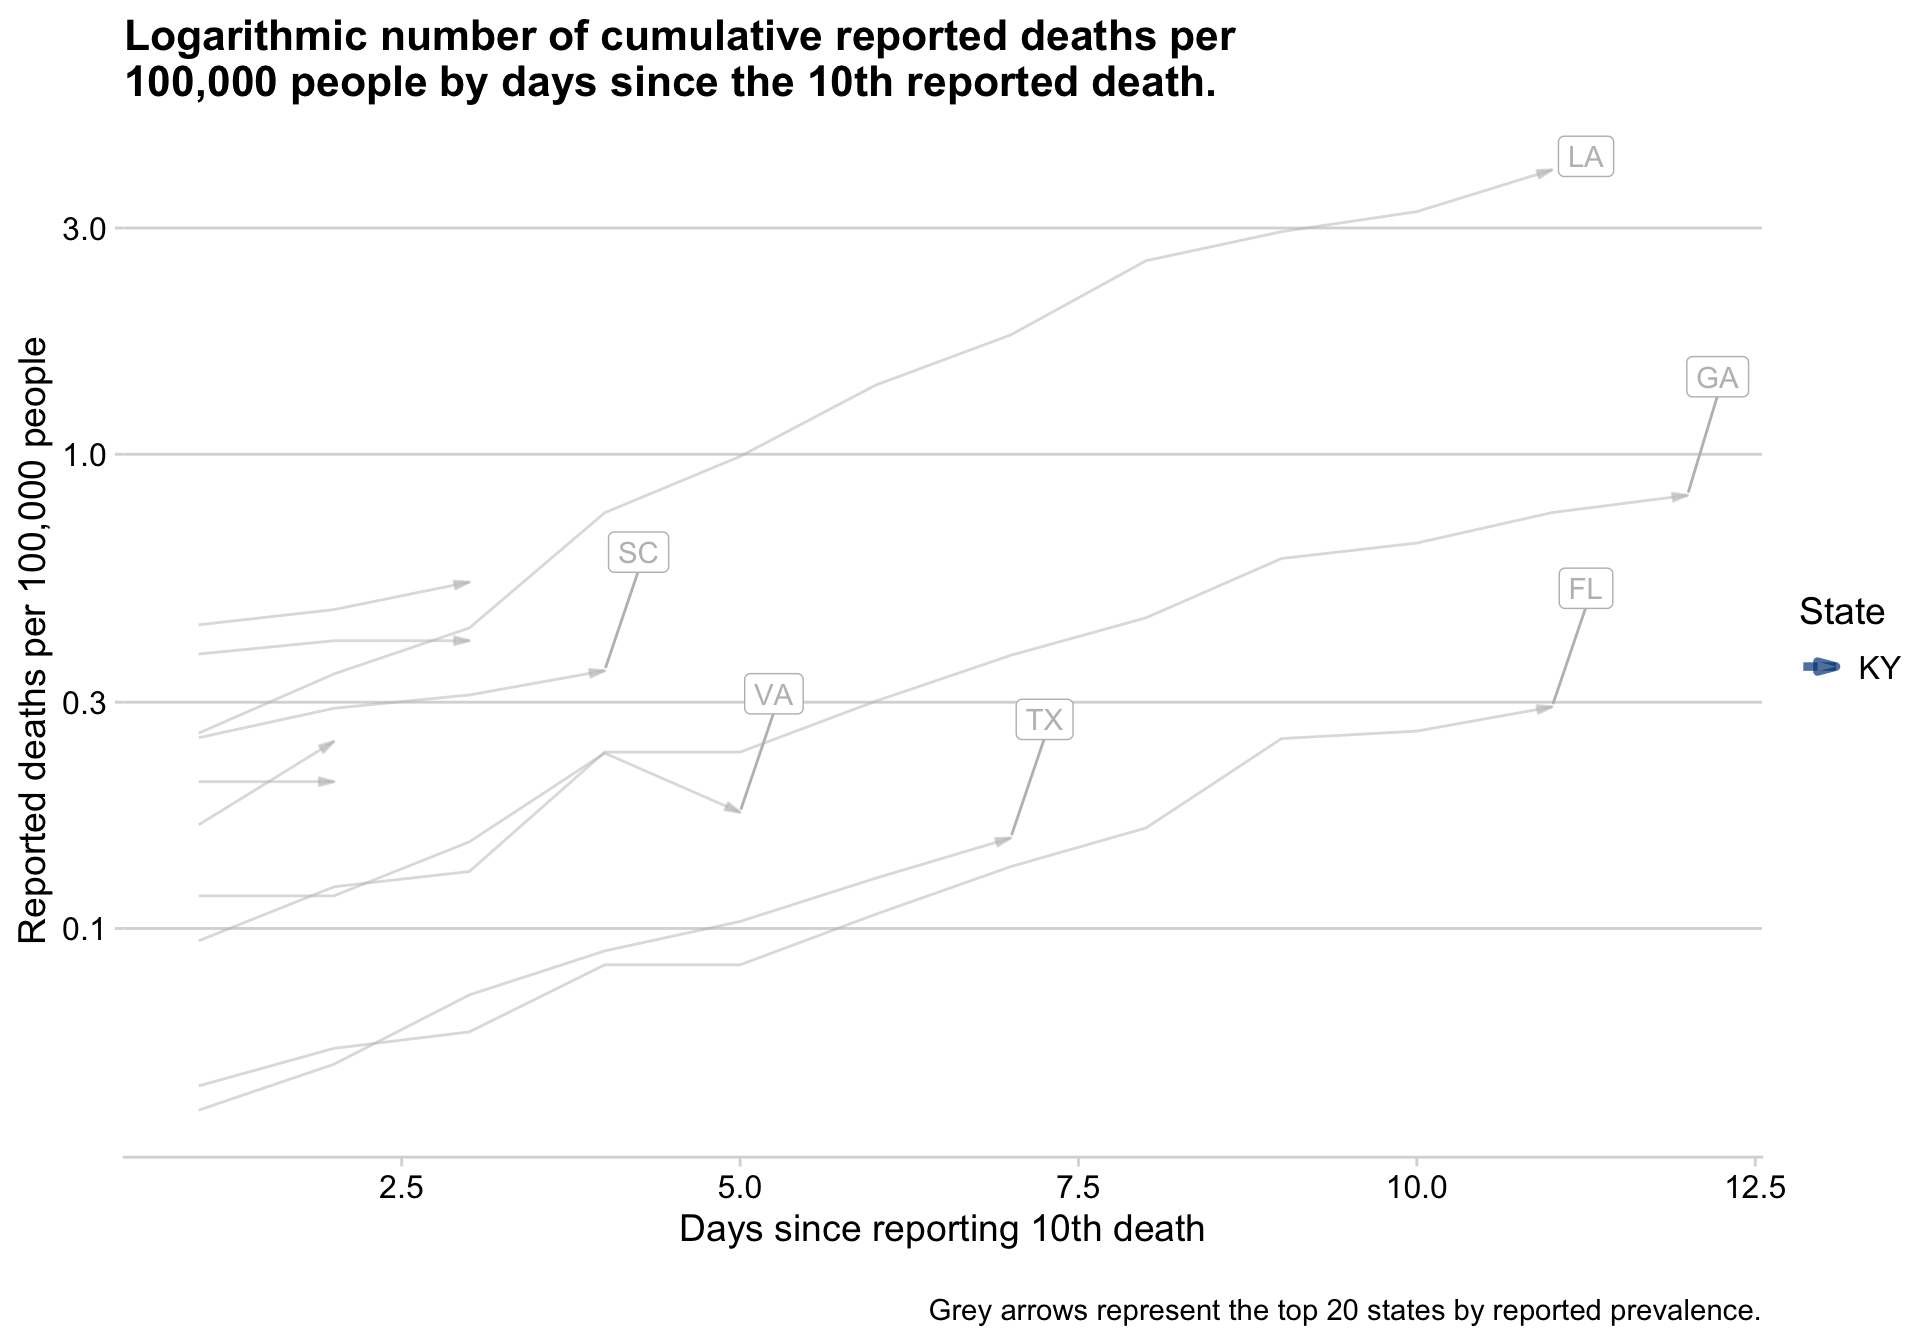 Logarithmic number of cumulative reported deaths per
100,000 people by days since the 10th reported death.
LA
3.0
GA
1.0
SC
FL
State
KY
VA
0.3
TX
0.1
Reported deaths per 100,000 people
2.5
5.0
7.5
10.0
12.5
Days since reporting 10th death
Grey arrows represent the top 20 states by reported prevalence.